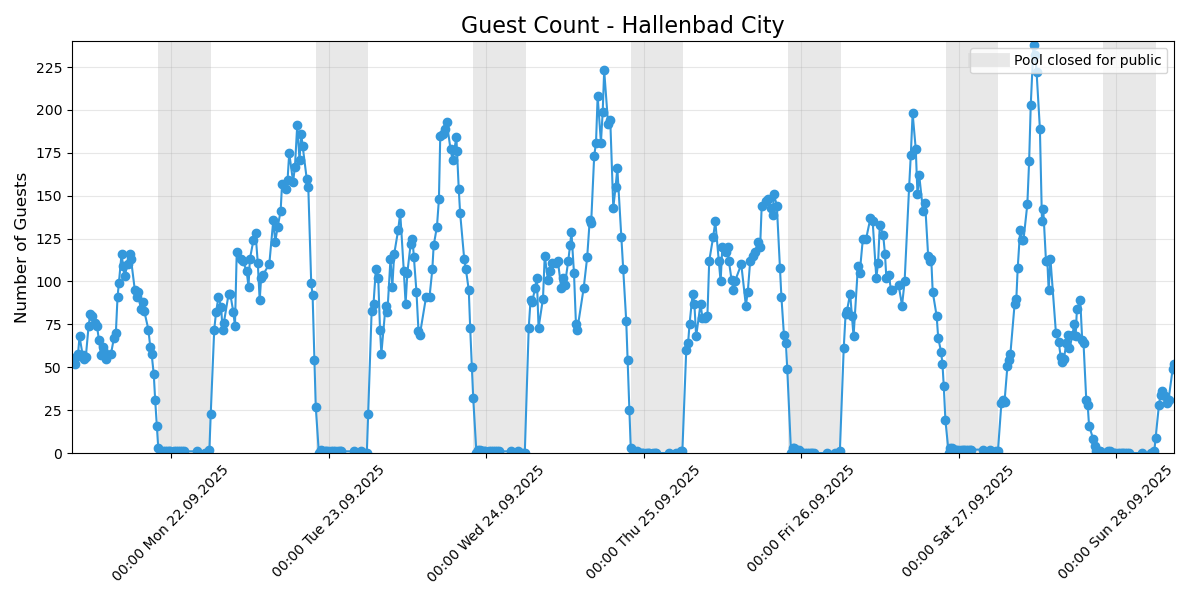 Guest Count - Hallenbad City
Number of Guests
225
200
175
150
125
100
75
50
25
0
Pool closed for public
00:00 Mon 22.09.2025
00:00 Tue 23.09.2025
00:00 Wed 24.09.2025
00:00 Thu 25.09.2025
00:00 Fri 26.09.2025
00:00 Sat 27.09.2025
00:00 Sun 28.09.2025